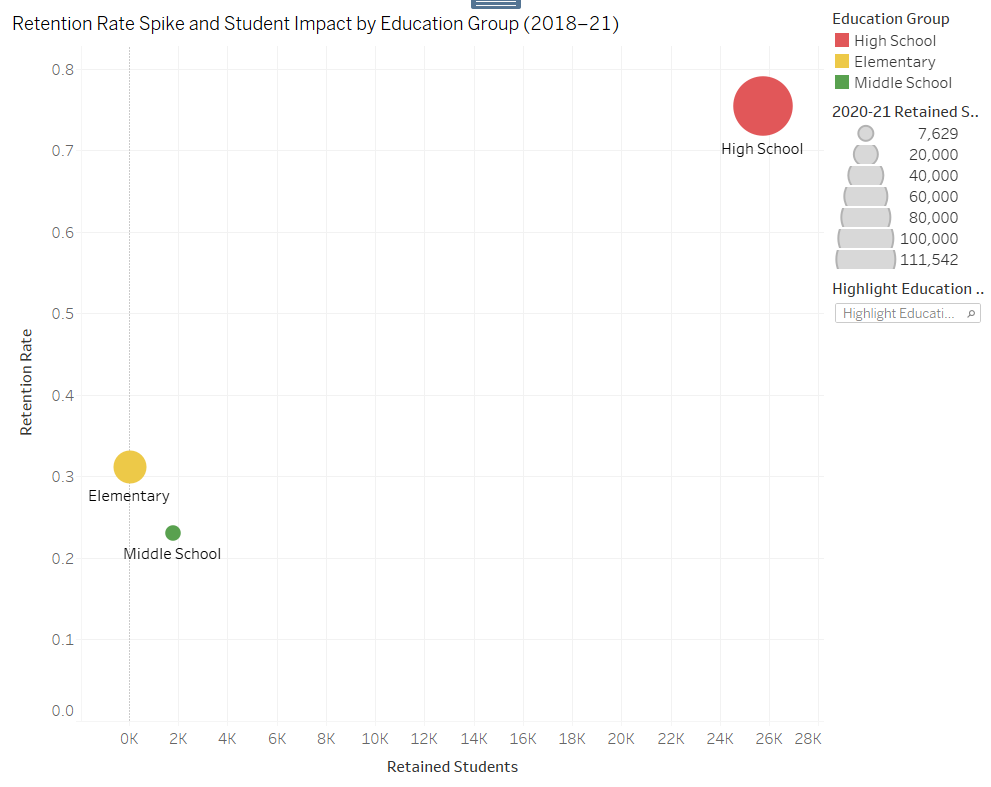 Retention Rate Spike and Student Impact by Education Group (2018–21)
Education Group
High School
Elementary
Middle School
2020-21 Retained S..
7,629
20,000
40,000
60,000
80,000
100,000
111,542
Highlight Education ..
Highlight Educati...
Retention Rate
0.8
0.7
0.6
0.5
0.4
0.3
0.2
0.1
0.0
High School
Elementary
Middle School
0K 2K 4K 6K 8K 10K 12K 14K 16K 18K 20K 22K 24K 26K 28K
Retained Students